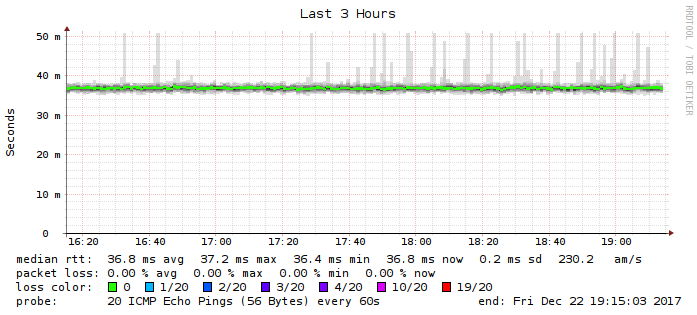 Last 3 Hours
RRDTOOL / TOBI OETIKER
Seconds
50 m
40 m
30 m
20 m
10 m
0
16:20 16:40 17:00 17:20 17:40 18:00 18:20 18:40 19:00
median rtt: 36.8 ms avg 37.2 ms max 36.4 ms min 36.8 ms now 0.2 ms sd 230.2 am/s
packet loss: 0.00 % avg 0.00 % max 0.00 % min 0.00 % now
loss color: 0 1/20 2/20 3/20 4/20 10/20 19/20
probe: 20 ICMP Echo Pings (56 Bytes) every 60s end: Fri Dec 22 19:15:03 2017